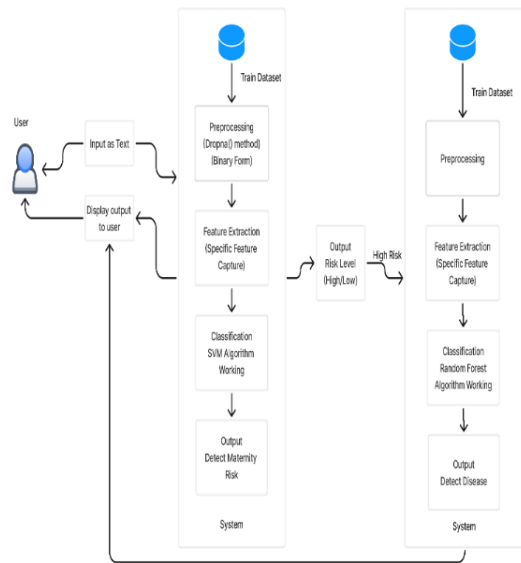 User
Input as Text
Display output
to user
Train Dataset
Preprocessing
(Dropna() method)
(Binary Form)
Feature Extraction
(Specific Feature
Capture)
Classification
SVM Algorithm
Working
Output
Detect Maternity
Risk
System
Output
Risk Level
(High/Low)
High Risk
Train Dataset
Preprocessing
Feature Extraction
(Specific Feature
Capture)
Classification
Random Forest
Algorithm Working
Output
Detect Disease
System